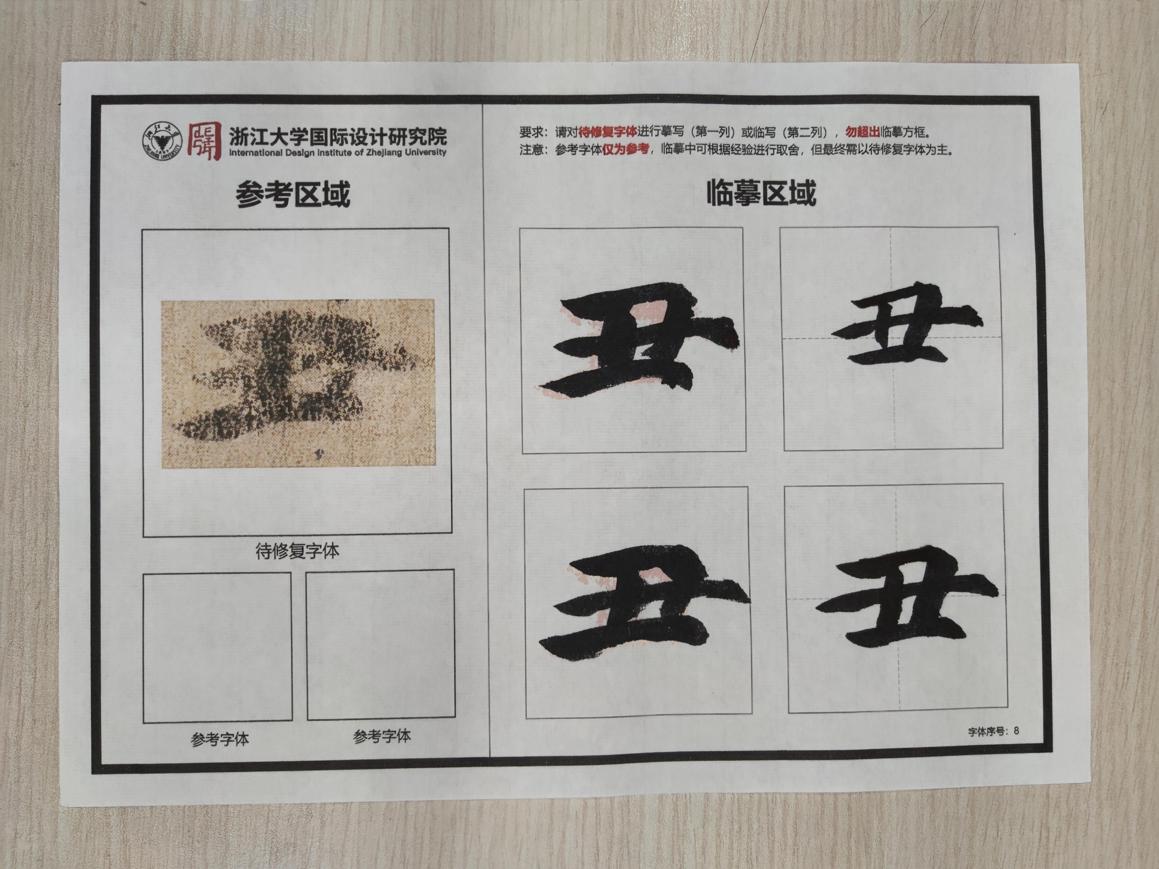 浙江大学国际设计研究院
International Design Institute of Zhejiang University
参考区域
丑
待修复字体
参考字体
参考字体
要求：请对待修复字体进行摹写（第一列）或临写（第二列），勿超出临摹方框。
注意：参考字体仅为参考，临摹中可根据经验进行取舍，但最终需以待修复字体为主。
临摹区域
丑 丑
丑 丑
字体序号：8